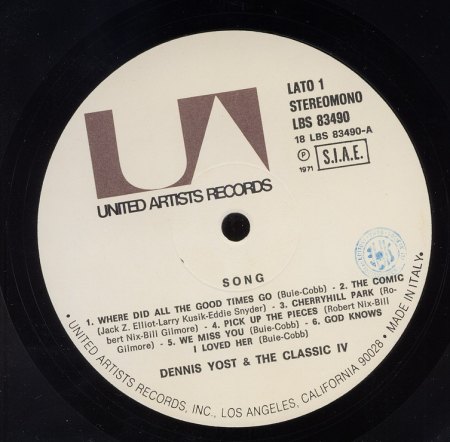 UA
UNITED ARTISTS RECORDS
LATO 1
STEREOMONO
LBS 83490
18 LBS 83490-A
℗ 1971
S.I.A.E.
SONG
1. WHERE DID ALL THE GOOD TIMES GO (Buie-Cobb) - 2. THE COMIC
(Jack Z. Elliot-Larry Kusik-Eddie Snyder) - 3. CHERRYHILL PARK (Ro-
bert Nix-Bill Gilmore) - 4. PICK UP THE PIECES (Robert Nix-Bill
Gilmore) - 5. WE MISS YOU (Buie-Cobb) - 6. GOD KNOWS
I LOVED HER (Buie-Cobb)
DENNIS YOST & THE CLASSIC IV
• UNITED ARTISTS RECORDS, INC., LOS ANGELES, CALIFORNIA 90028 • MADE IN ITALY •